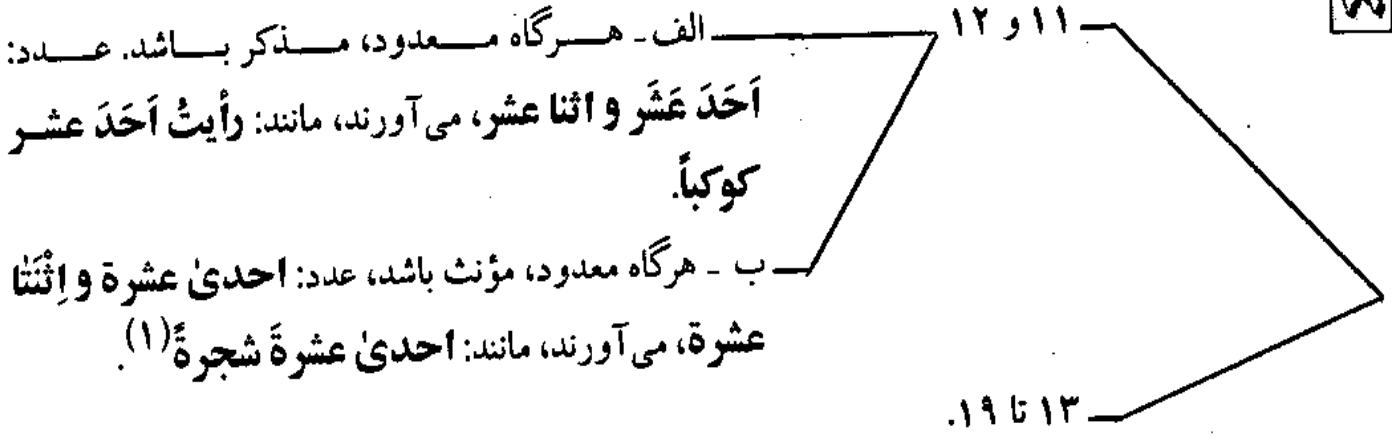 ۱۱ و ۱۲
الف ـ هرگاه معدود، مذکر باشد. عدد:
اَحَدَ عَشَر و اثنا عشر، می‌آورند، مانند: رأیتُ اَحَدَ عشر
کوکباً.
ب ـ هرگاه معدود، مؤنث باشد، عدد: احدیٰ عشرة و اِثْنَتٰا
عشرة، می‌آورند، مانند: احدیٰ عشرةَ شجرةً(۱).
۱۳ تا ۱۹.